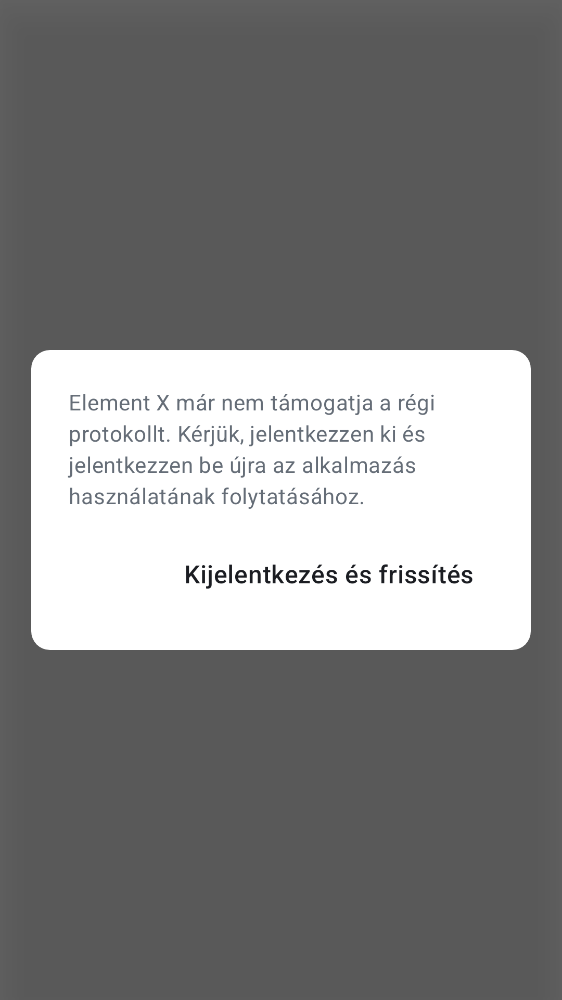 Element X már nem támogatja a régi
protokollt. Kérjük, jelentkezzen ki és
jelentkezzen be újra az alkalmazás
használatának folytatásához.
Kijelentkezés és frissítés